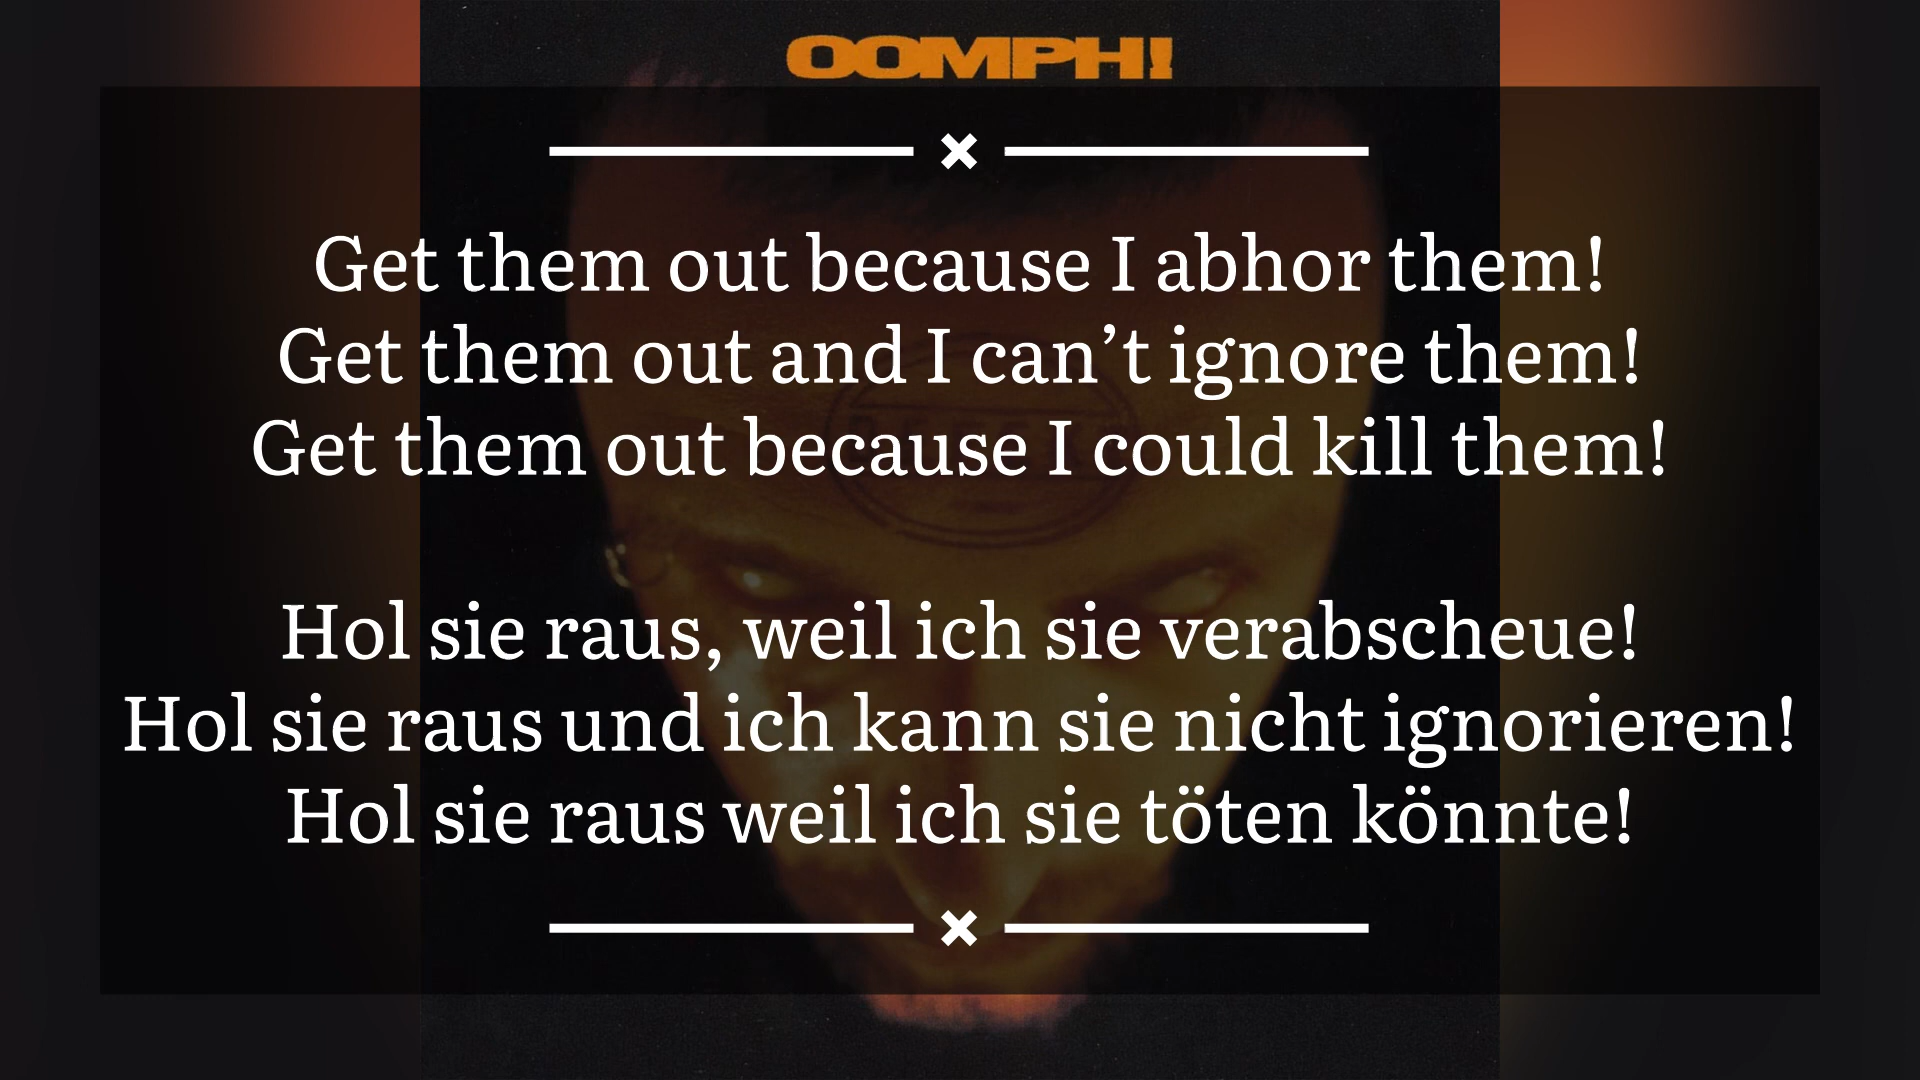 OOMPH!
Get them out because I abhor them!
Get them out and I can’t ignore them!
Get them out because I could kill them!
Hol sie raus, weil ich sie verabscheue!
Hol sie raus und ich kann sie nicht ignorieren!
Hol sie raus weil ich sie töten könnte!